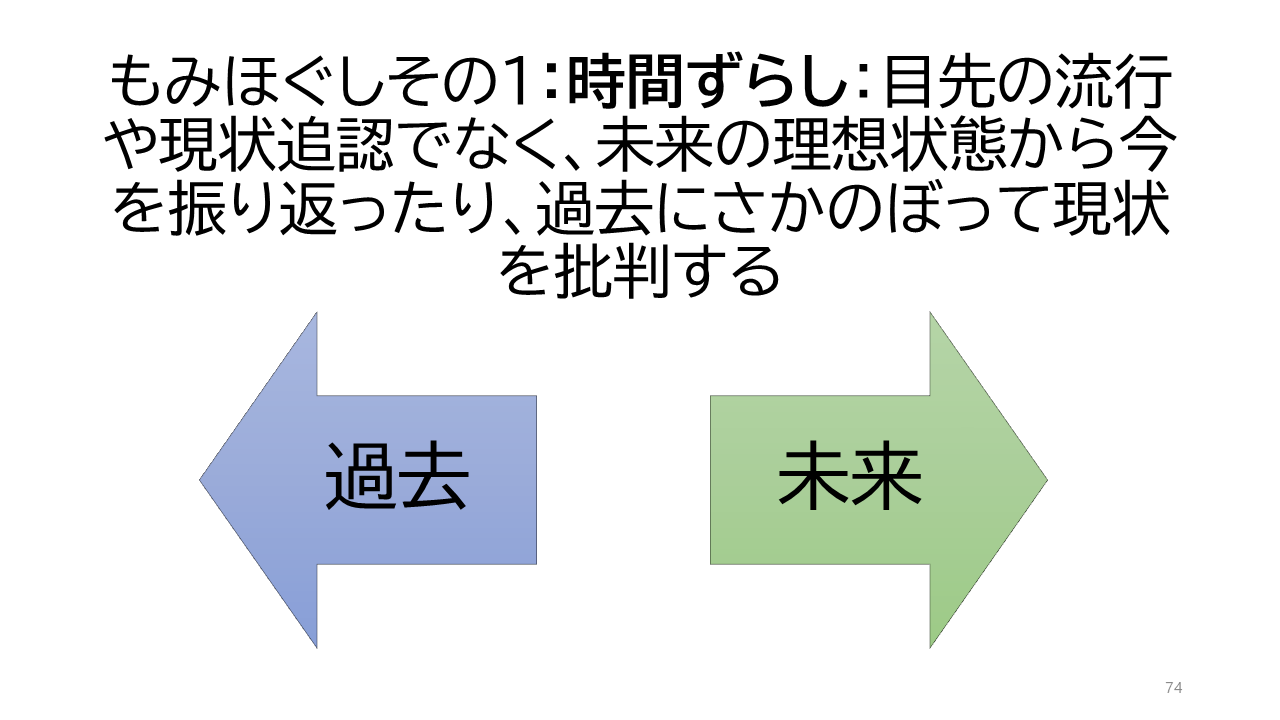 もみほぐしその1：時間ずらし：目先の流行
や現状追認でなく、未来の理想状態から今
を振り返ったり、過去にさかのぼって現状
を批判する
過去
未来
74